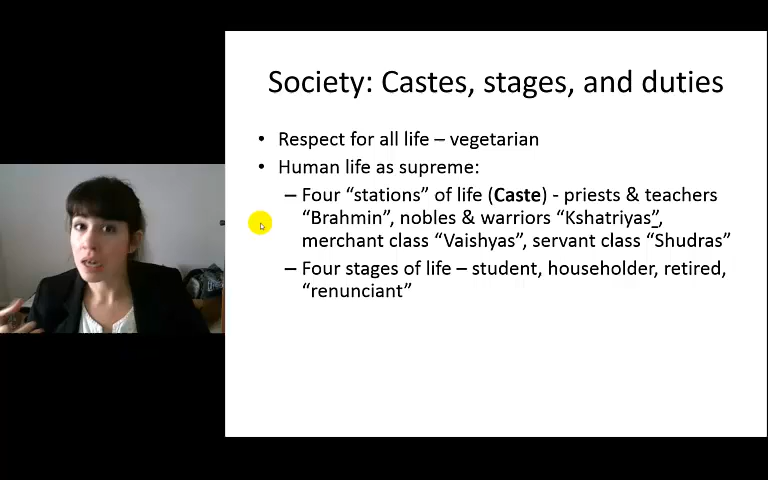 Society: Castes, stages, and duties
• Respect for all life – vegetarian
• Human life as supreme:
– Four “stations” of life (Caste) - priests & teachers
“Brahmin”, nobles & warriors “Kshatriyas”,
merchant class “Vaishyas”, servant class “Shudras”
– Four stages of life – student, householder, retired,
“renunciant”